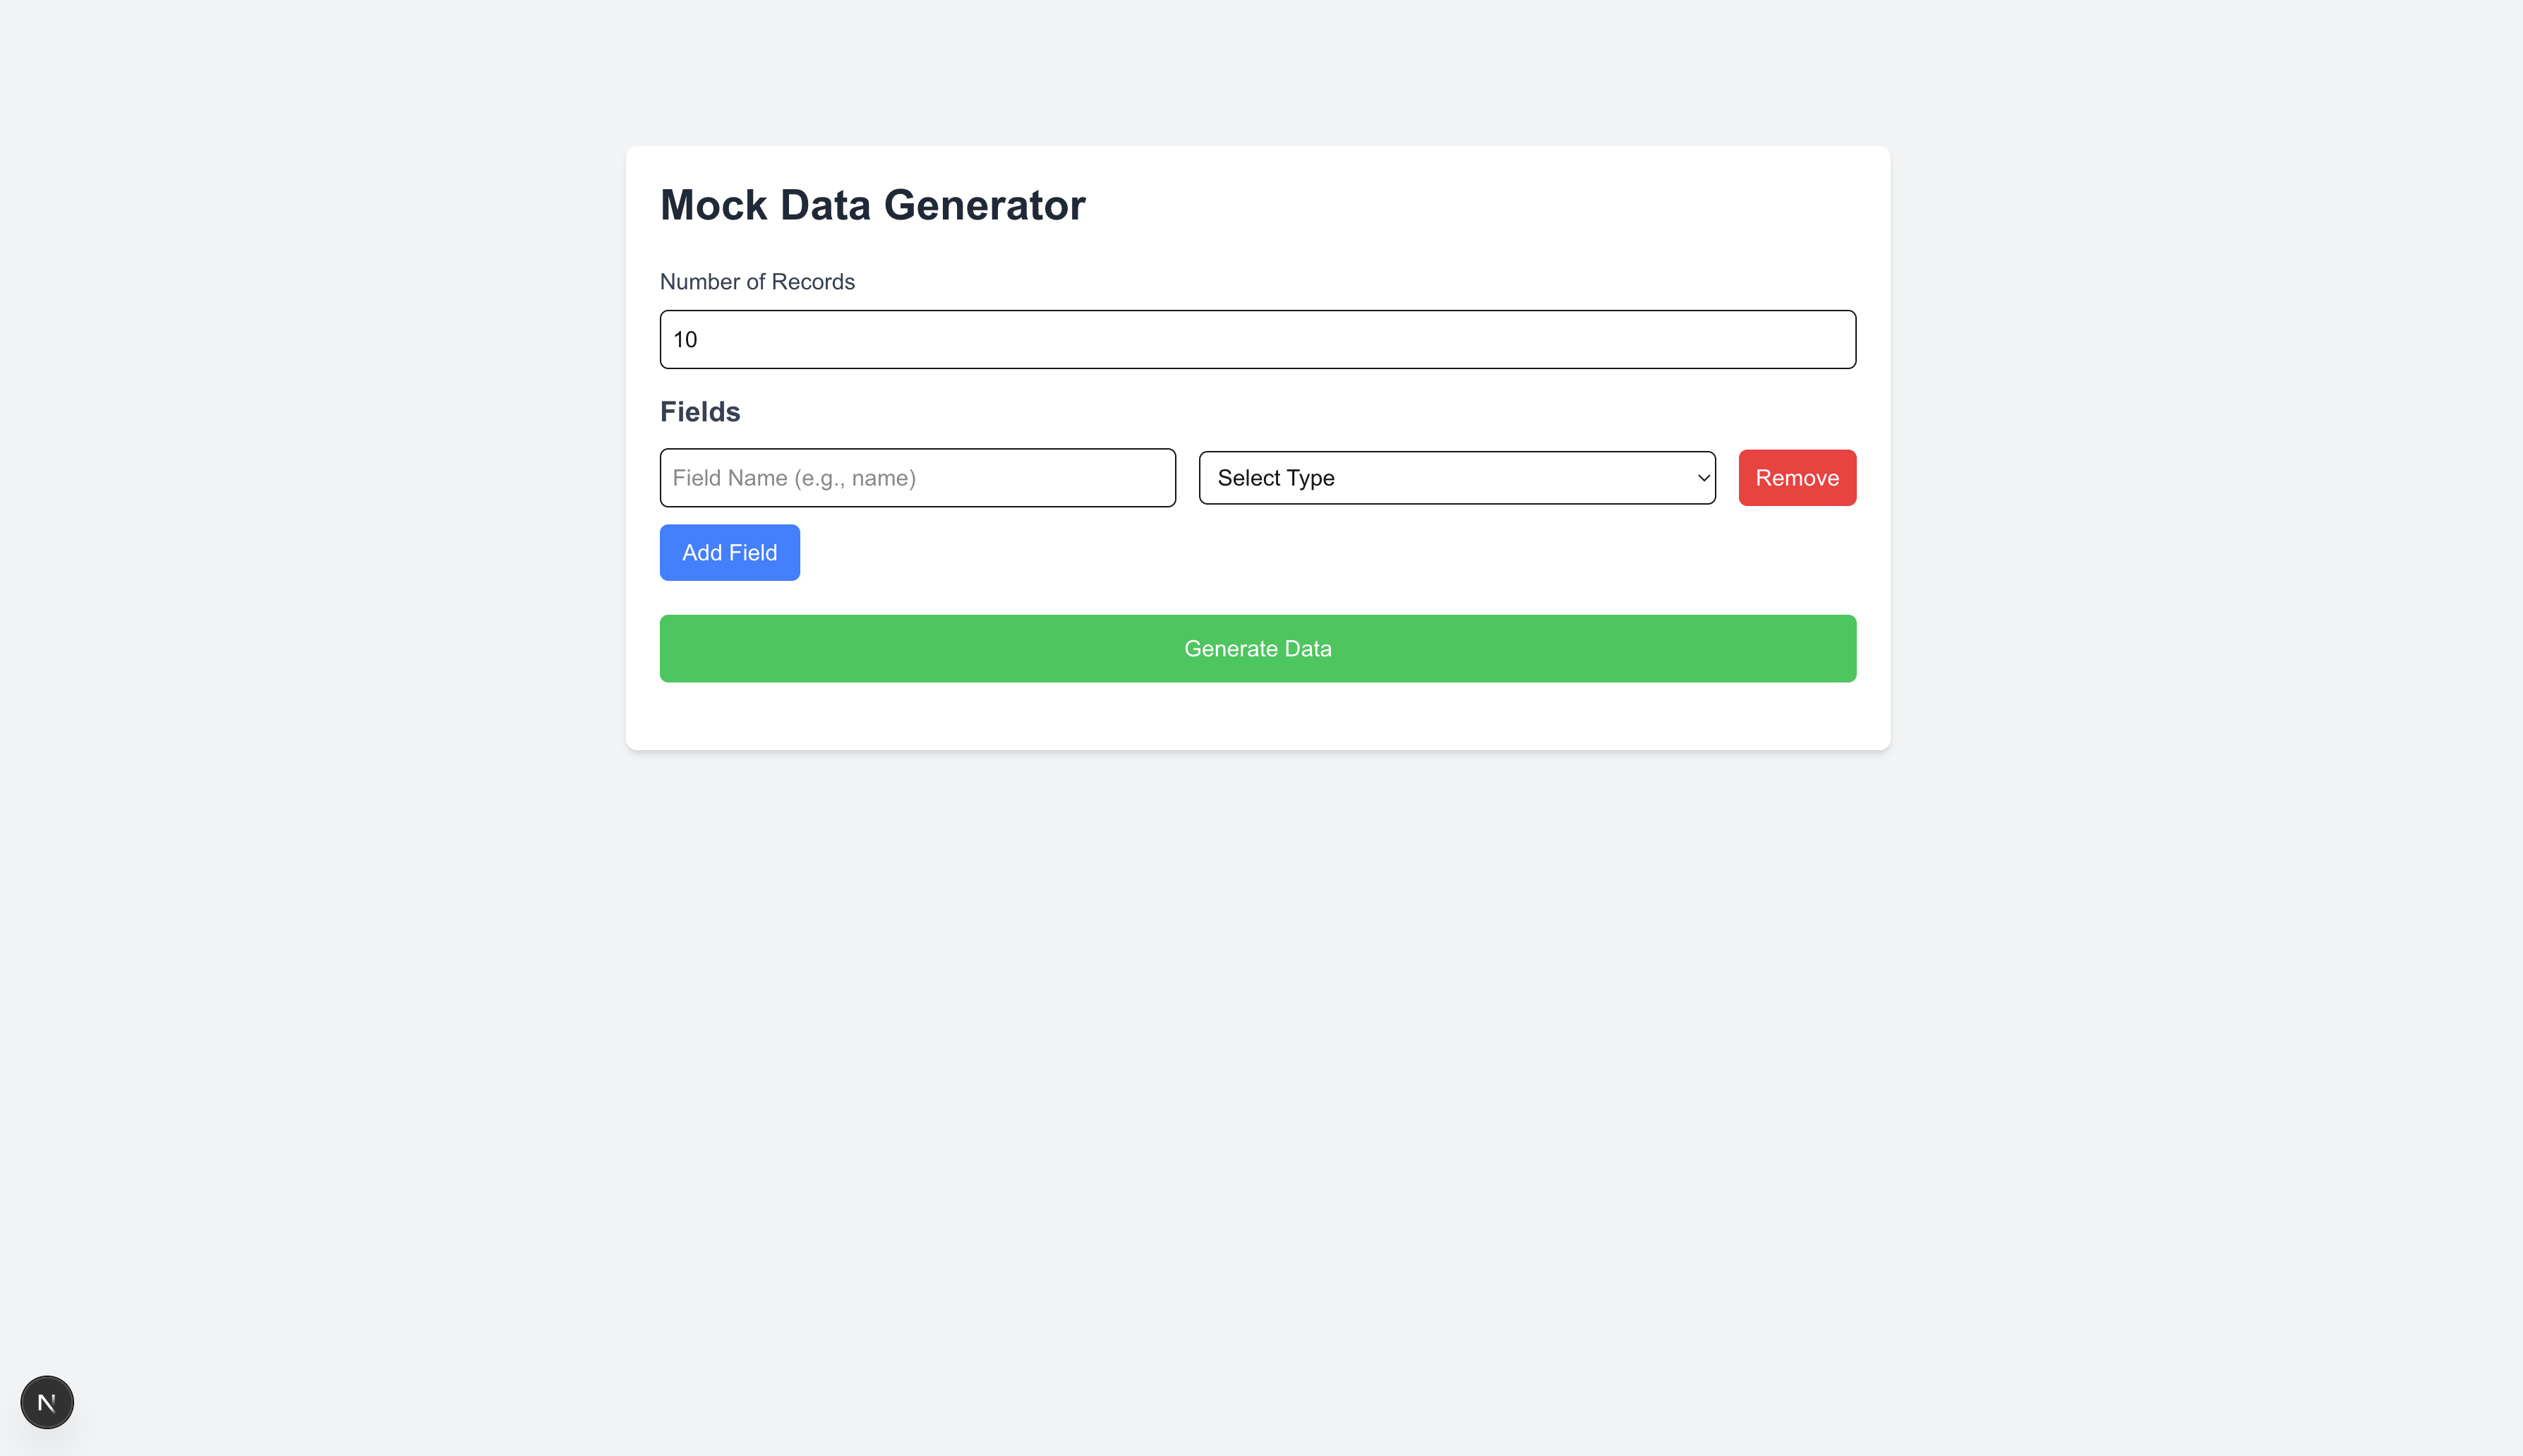 Mock Data Generator
Number of Records
10
Fields
Field Name (e.g., name)
Select Type
Remove
Add Field
Generate Data
N